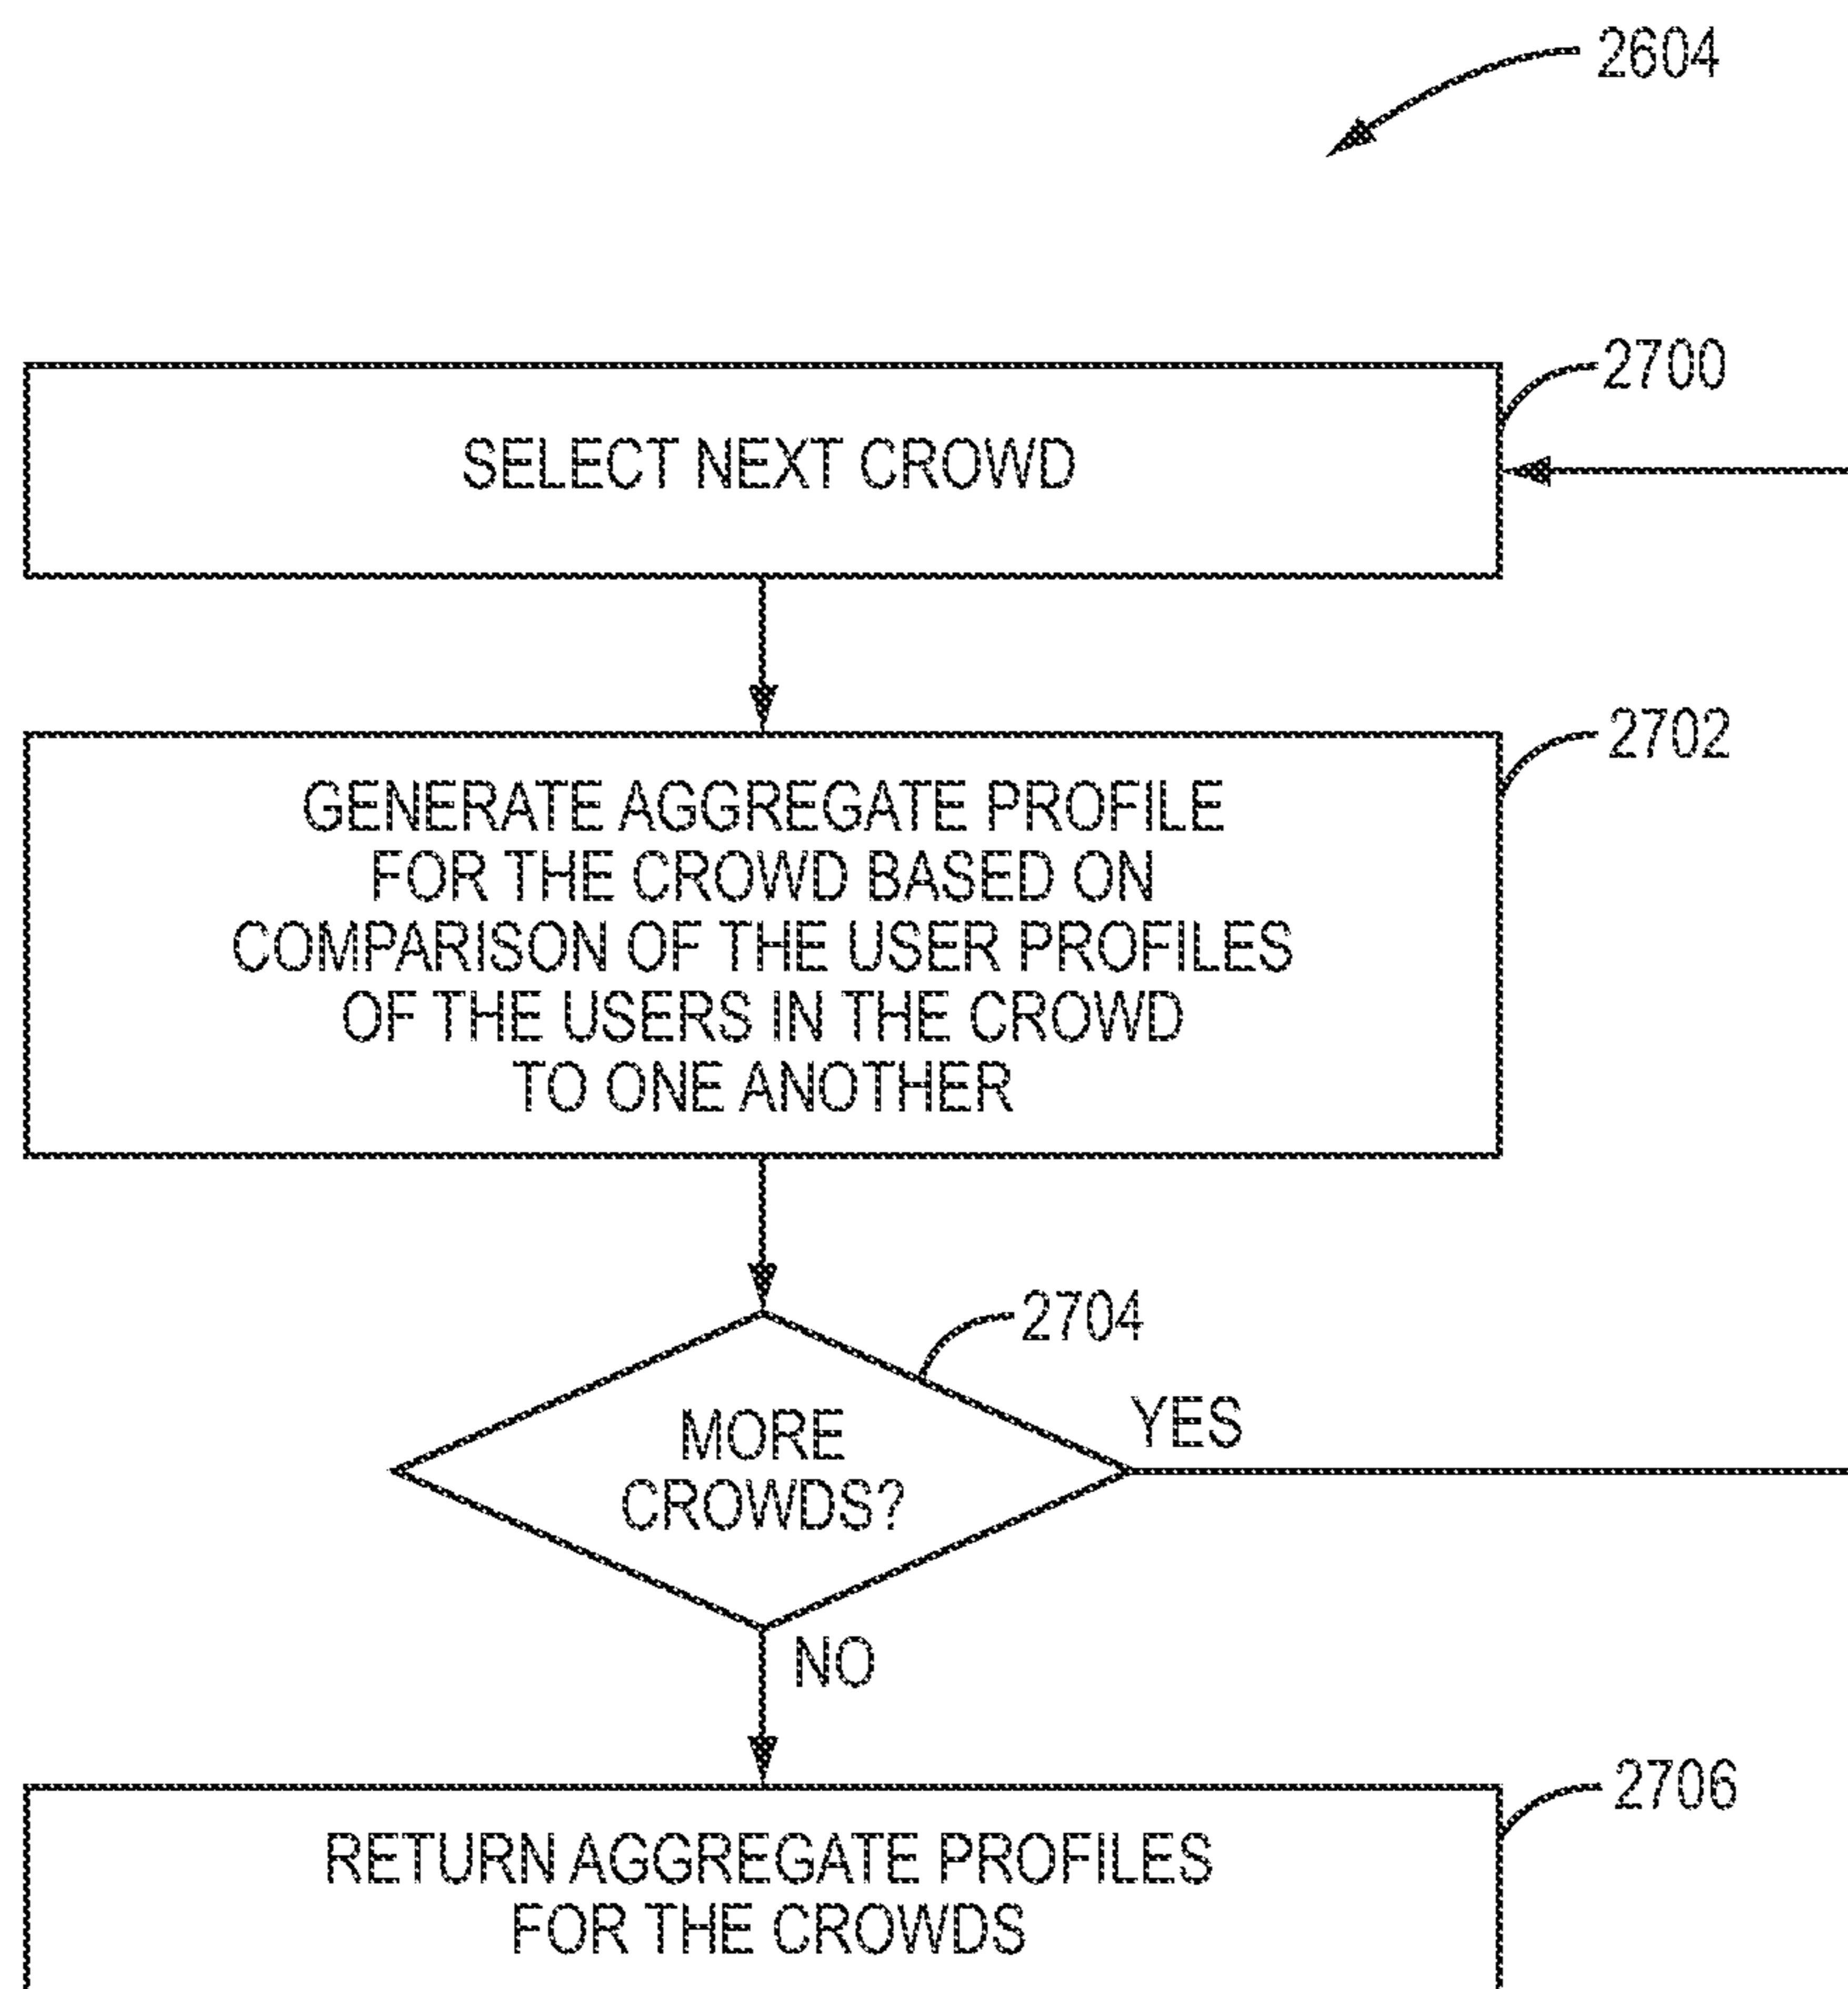 2604
2700
SELECT NEXT CROWD
2702
GENERATE AGGREGATE PROFILE
FOR THE CROWD BASED ON
COMPARISON OF THE USER PROFILES
OF THE USERS IN THE CROWD
TO ONE ANOTHER
2704
YES
MORE
CROWDS?
NO
2706
RETURN AGGREGATE PROFILES
FOR THE CROWDS